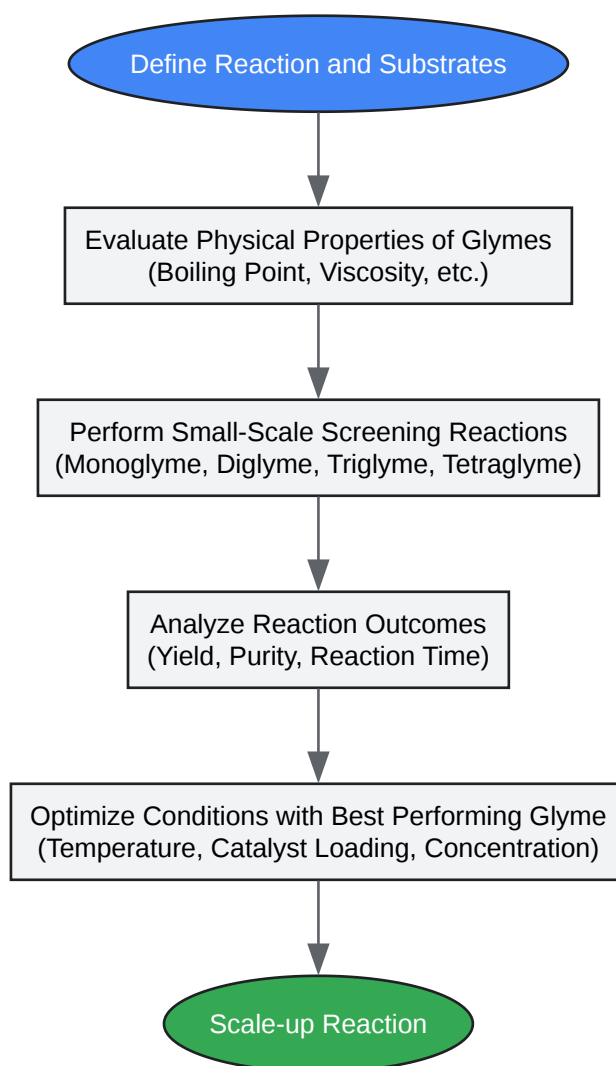 Define Reaction and Substrates
Evaluate Physical Properties of Glymes
(Boiling Point, Viscosity, etc.)
Perform Small-Scale Screening Reactions
(Monoglyme, Diglyme, Triglyme, Tetraglyme)
Analyze Reaction Outcomes
(Yield, Purity, Reaction Time)
Optimize Conditions with Best Performing Glyme
(Temperature, Catalyst Loading, Concentration)
Scale-up Reaction